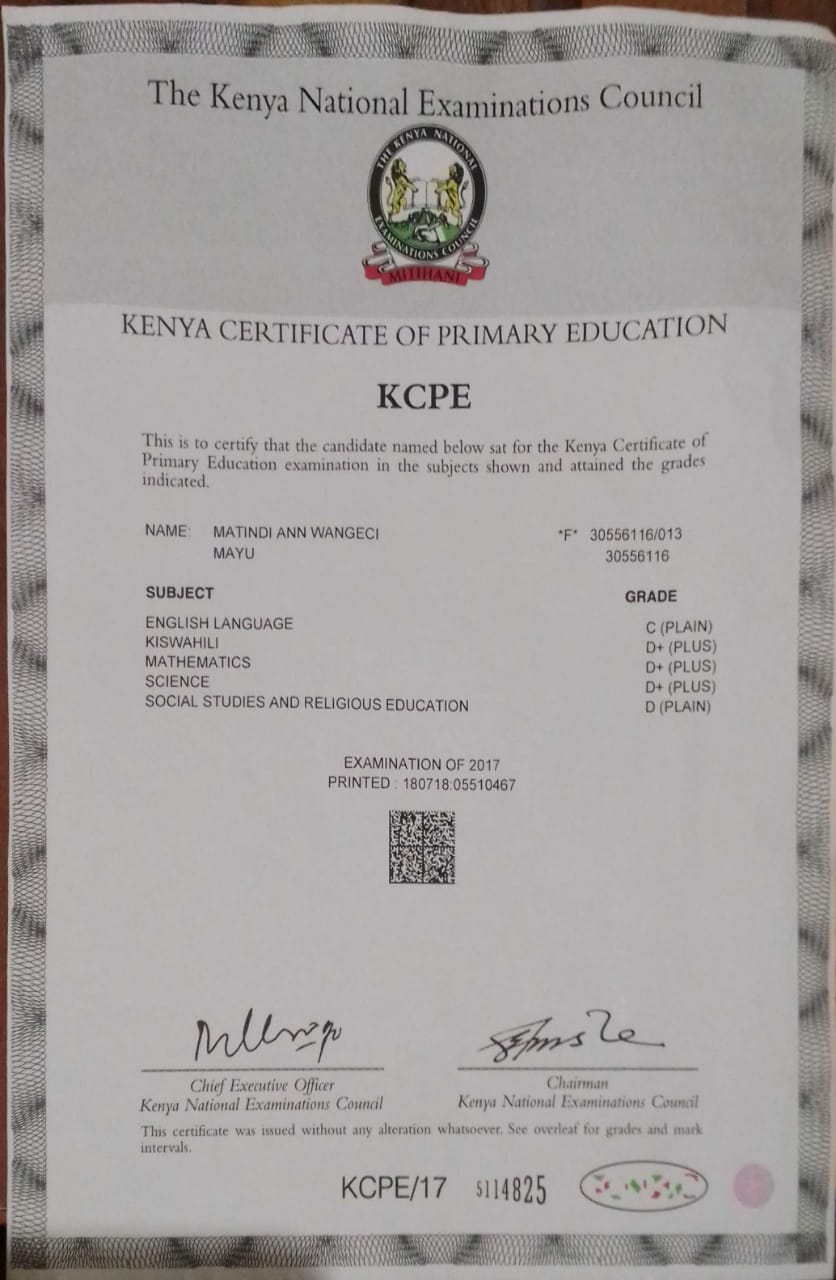 The Kenya National Examinations Council
THE KENYA NATIONAL
EXAMINATIONS COUNCIL
MITIHANI
KENYA CERTIFICATE OF PRIMARY EDUCATION
KCPE
This is to certify that the candidate named below sat for the Kenya Certificate of
Primary Education examination in the subjects shown and attained the grades
indicated.
NAME: MATINDI ANN WANGECI *F* 30556116/013
MAYU 30556116
SUBJECT GRADE
ENGLISH LANGUAGE C (PLAIN)
KISWAHILI D+ (PLUS)
MATHEMATICS D+ (PLUS)
SCIENCE D+ (PLUS)
SOCIAL STUDIES AND RELIGIOUS EDUCATION D (PLAIN)
EXAMINATION OF 2017
PRINTED : 180718:05510467
Chief Executive Officer Chairman
Kenya National Examinations Council Kenya National Examinations Council
This certificate was issued without any alteration whatsoever. See overleaf for grades and mark
intervals.
KCPE/17 5114825